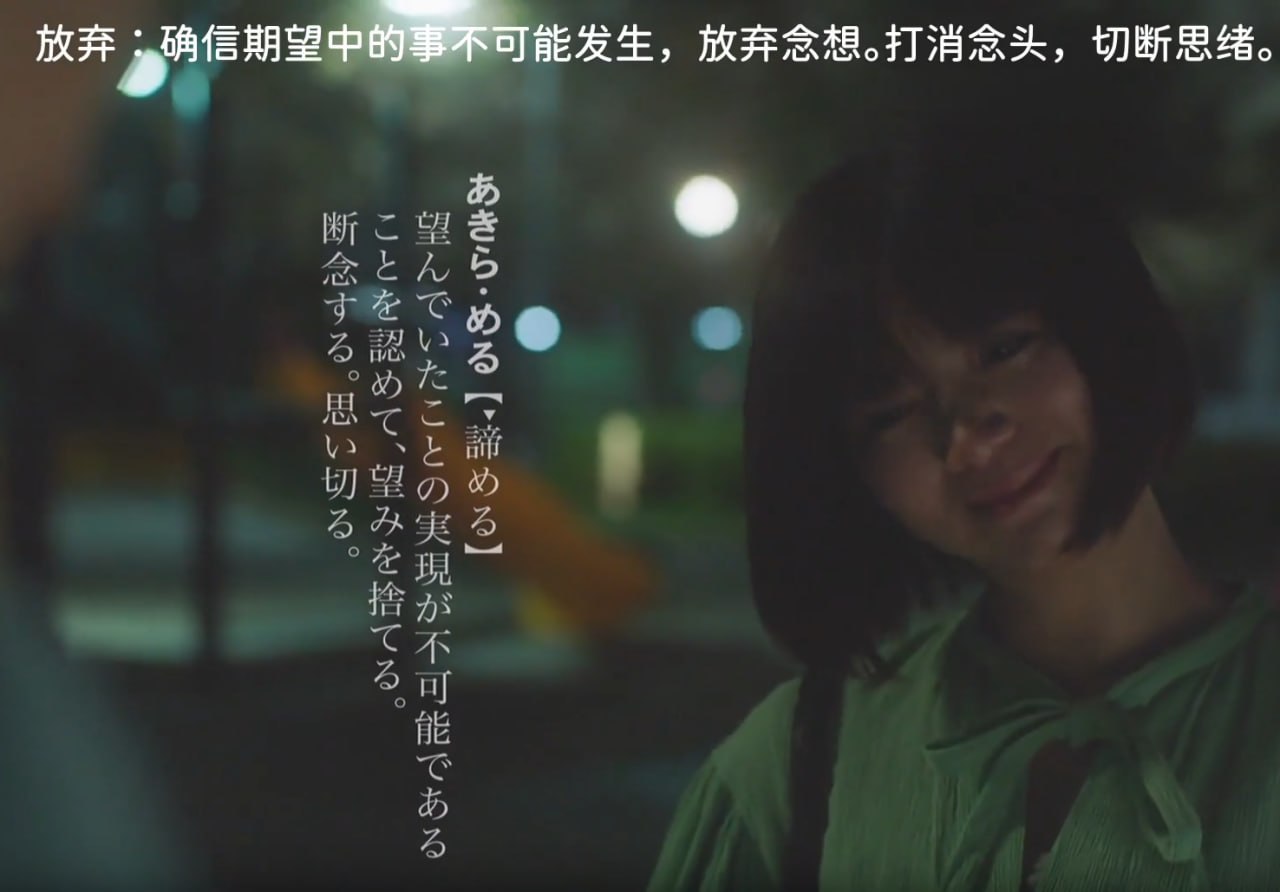 放弃：确信期望中的事不可能发生，放弃念想。打消念头，切断思绪。
あきら・める【▼諦める】
望んでいたことの実現が不可能である
ことを認めて、望みを捨てる。
断念する。思い切る。